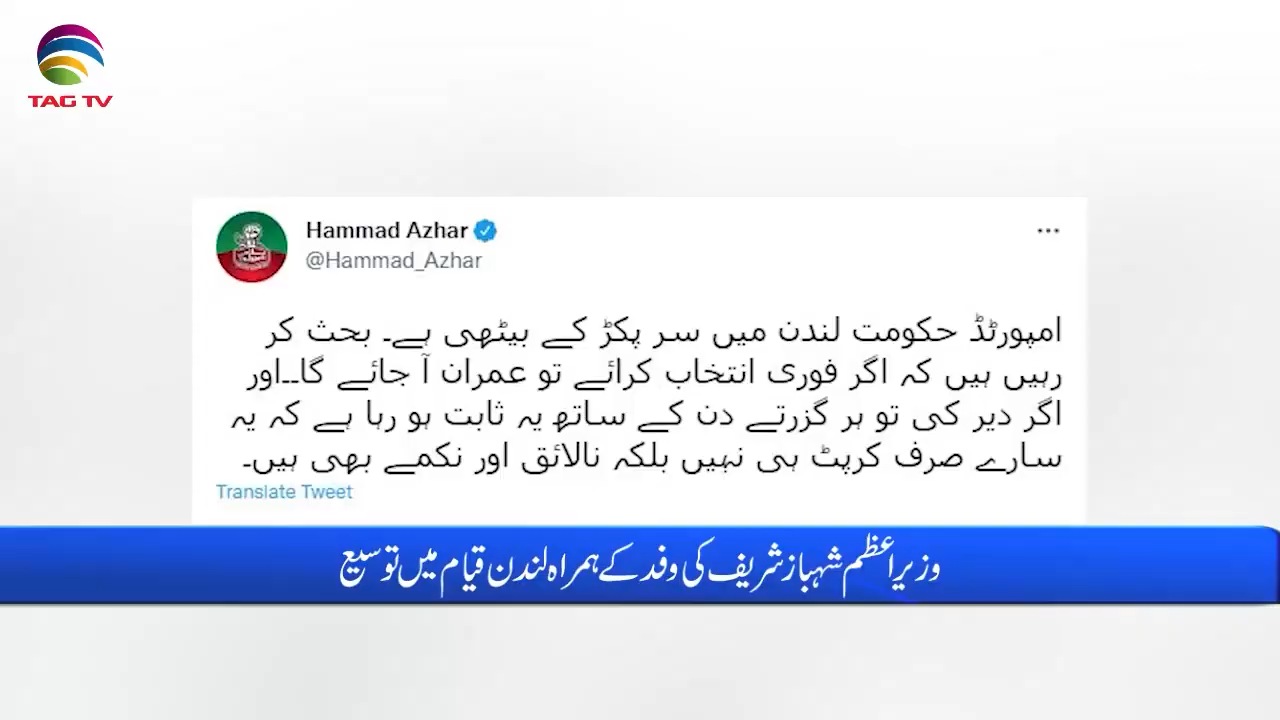 TAG TV
Hammad Azhar
@Hammad_Azhar
امپورٹڈ حکومت لندن میں سر پکڑ کے بیٹھی ہے۔ بحث کر
رہیں ہیں کہ اگر فوری انتخاب کرائے تو عمران آ جائے گا۔۔اور
اگر دیر کی تو ہر گزرتے دن کے ساتھ یہ ثابت ہو رہا ہے کہ یہ
سارے صرف کرپٹ ہی نہیں بلکہ نالائق اور نکمے بھی ہیں۔
Translate Tweet
وزیراعظم شہباز شریف کی وفد کے ہمراہ لندن قیام میں توسیع